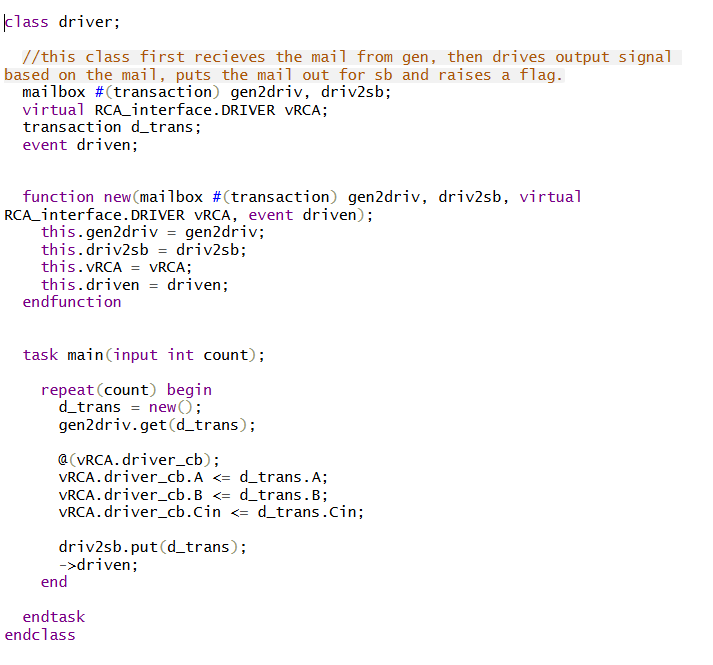 class driver;
//this class first recieves the mail from gen, then drives output signal
based on the mail, puts the mail out for sb and raises a flag.
mailbox #(transaction) gen2driv, driv2sb;
virtual RCA_interface.DRIVER vRCA;
transaction d_trans;
event driven;
function new(mailbox #(transaction) gen2driv, driv2sb, virtual
RCA_interface.DRIVER vRCA, event driven);
this.gen2driv = gen2driv;
this.driv2sb = driv2sb;
this.vRCA = vRCA;
this.driven = driven;
endfunction
task main(input int count);
repeat(count) begin
d_trans = new();
gen2driv.get(d_trans);
@(vRCA.driver_cb);
vRCA.driver_cb.A <= d_trans.A;
vRCA.driver_cb.B <= d_trans.B;
vRCA.driver_cb.Cin <= d_trans.Cin;
driv2sb.put(d_trans);
->driven;
end
endtask
endclass